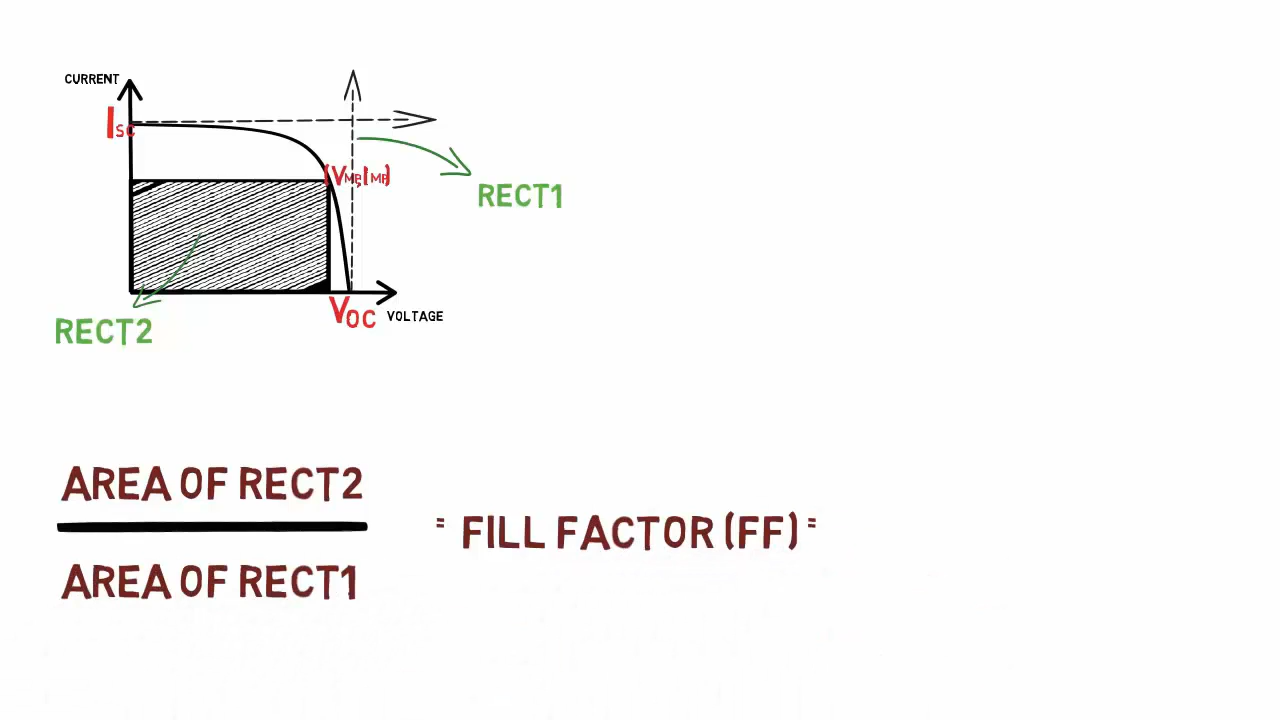 CURRENT
ISC
(VMP,IMP)
RECT1
VOC VOLTAGE
RECT2
AREA OF RECT2
= FILL FACTOR (FF) =
AREA OF RECT1